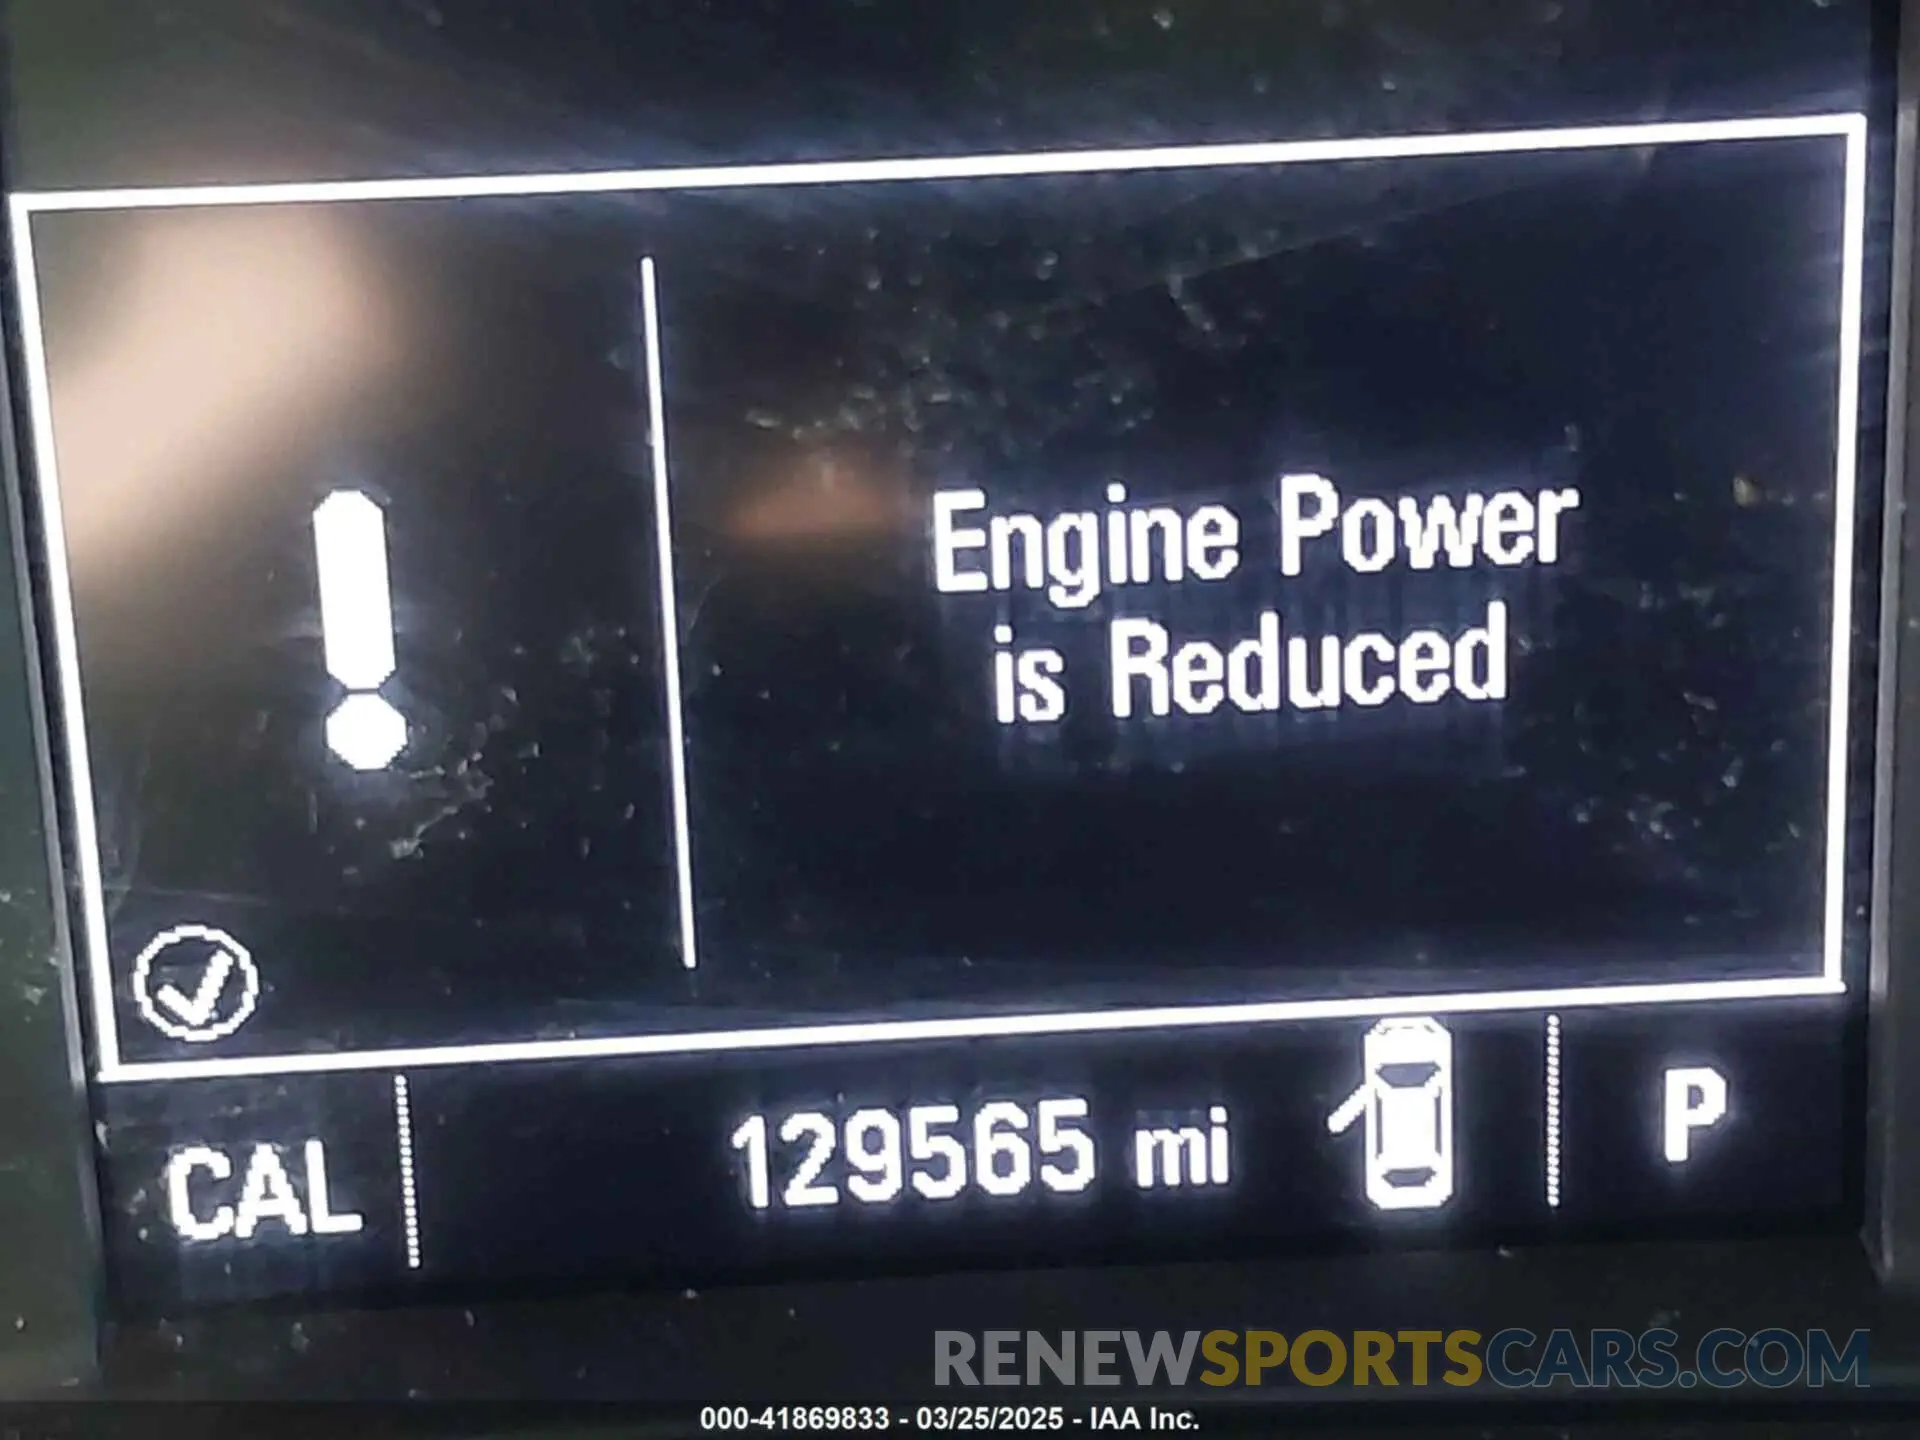 Engine Power
is Reduced
CAL
129565 mi
P
RENEWSPORTSCARS.COM
000-41869833 - 03/25/2025 - IAA Inc.